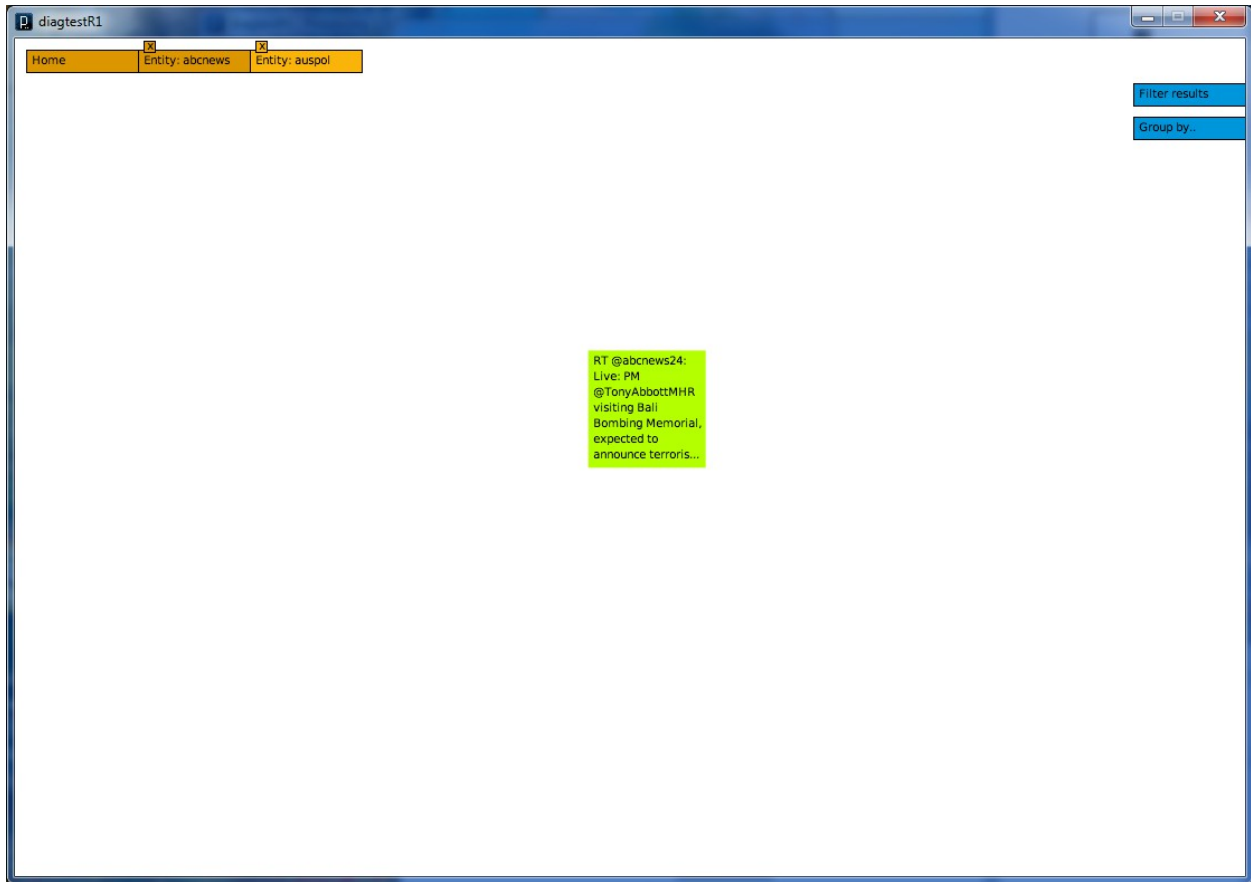 diagtestR1
X X
Home Entity: abcnews Entity: auspol
Filter results
Group by..
RT @abcnews24:
Live: PM
@TonyAbbottMHR
visiting Bali
Bombing Memorial,
expected to
announce terroris...